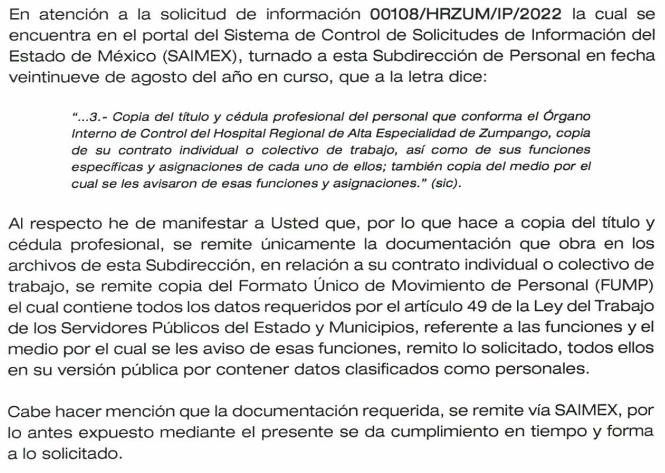 En atención a la solicitud de información 00108/HRZUM/IP/2022 la cual se
encuentra en el portal del Sistema de Control de Solicitudes de Información del
Estado de México (SAIMEX), turnado a esta Subdirección de Personal en fecha
veintinueve de agosto del año en curso, que a la letra dice:
"...3.- Copia del título y cédula profesional del personal que conforma el Órgano
Interno de Control del Hospital Regional de Alta Especialidad de Zumpango, copia
de su contrato individual o colectivo de trabajo, así como de sus funciones
específicas y asignaciones de cada uno de ellos; también copia del medio por el
cual se les avisaron de esas funciones y asignaciones." (sic).
Al respecto he de manifestar a Usted que, por lo que hace a copia del título y
cédula profesional, se remite únicamente la documentación que obra en los
archivos de esta Subdirección, en relación a su contrato individual o colectivo de
trabajo, se remite copia del Formato Único de Movimiento de Personal (FUMP)
el cual contiene todos los datos requeridos por el artículo 49 de la Ley del Trabajo
de los Servidores Públicos del Estado y Municipios, referente a las funciones y el
medio por el cual se les aviso de esas funciones, remito lo solicitado, todos ellos
en su versión pública por contener datos clasificados como personales.
Cabe hacer mención que la documentación requerida, se remite vía SAIMEX, por
lo antes expuesto mediante el presente se da cumplimiento en tiempo y forma
a lo solicitado.